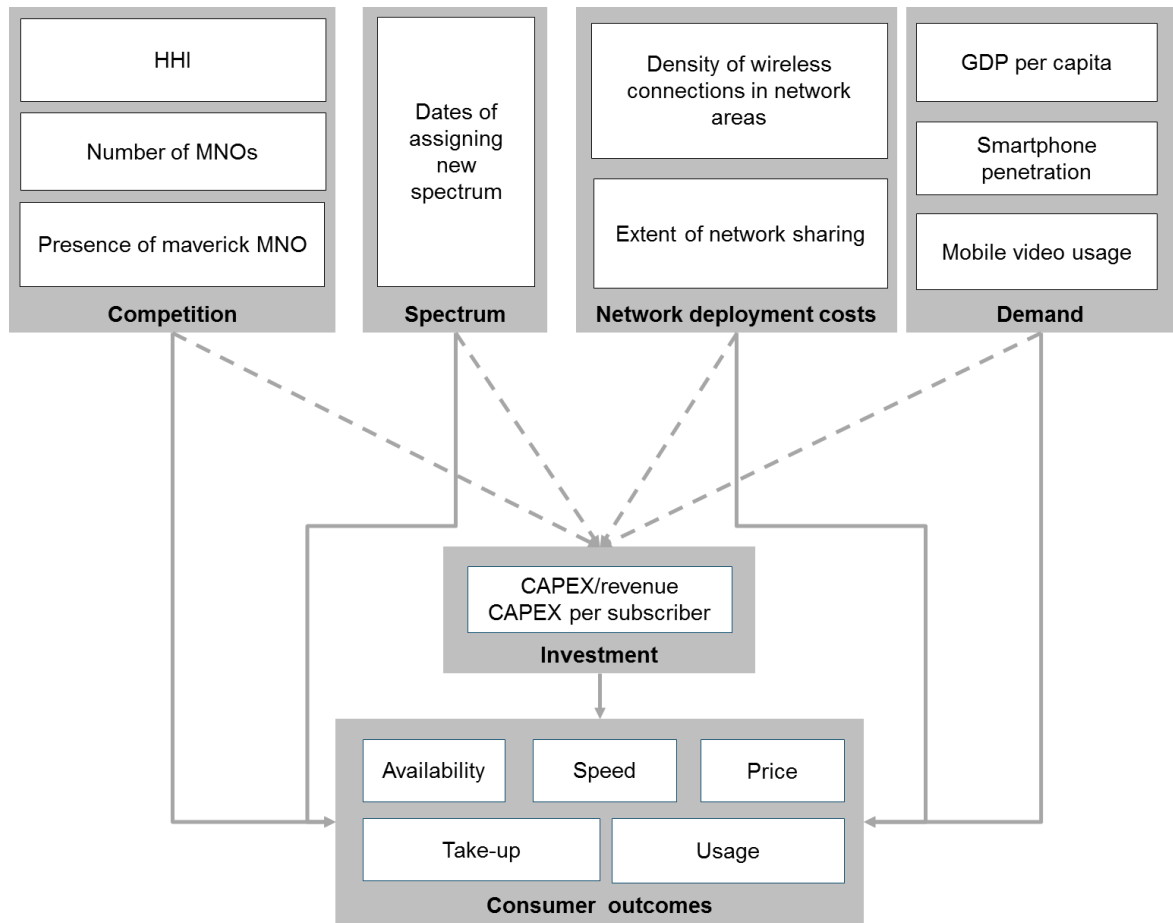 HHI
Number of MNOs
Presence of maverick MNO
Competition
Dates of
assigning
new
spectrum
Spectrum
Density of wireless
connections in network
areas
Extent of network sharing
Network deployment costs
GDP per capita
Smartphone
penetration
Mobile video usage
Demand
CAPEX/revenue
CAPEX per subscriber
Investment
Availability
Speed
Price
Take-up
Usage
Consumer outcomes